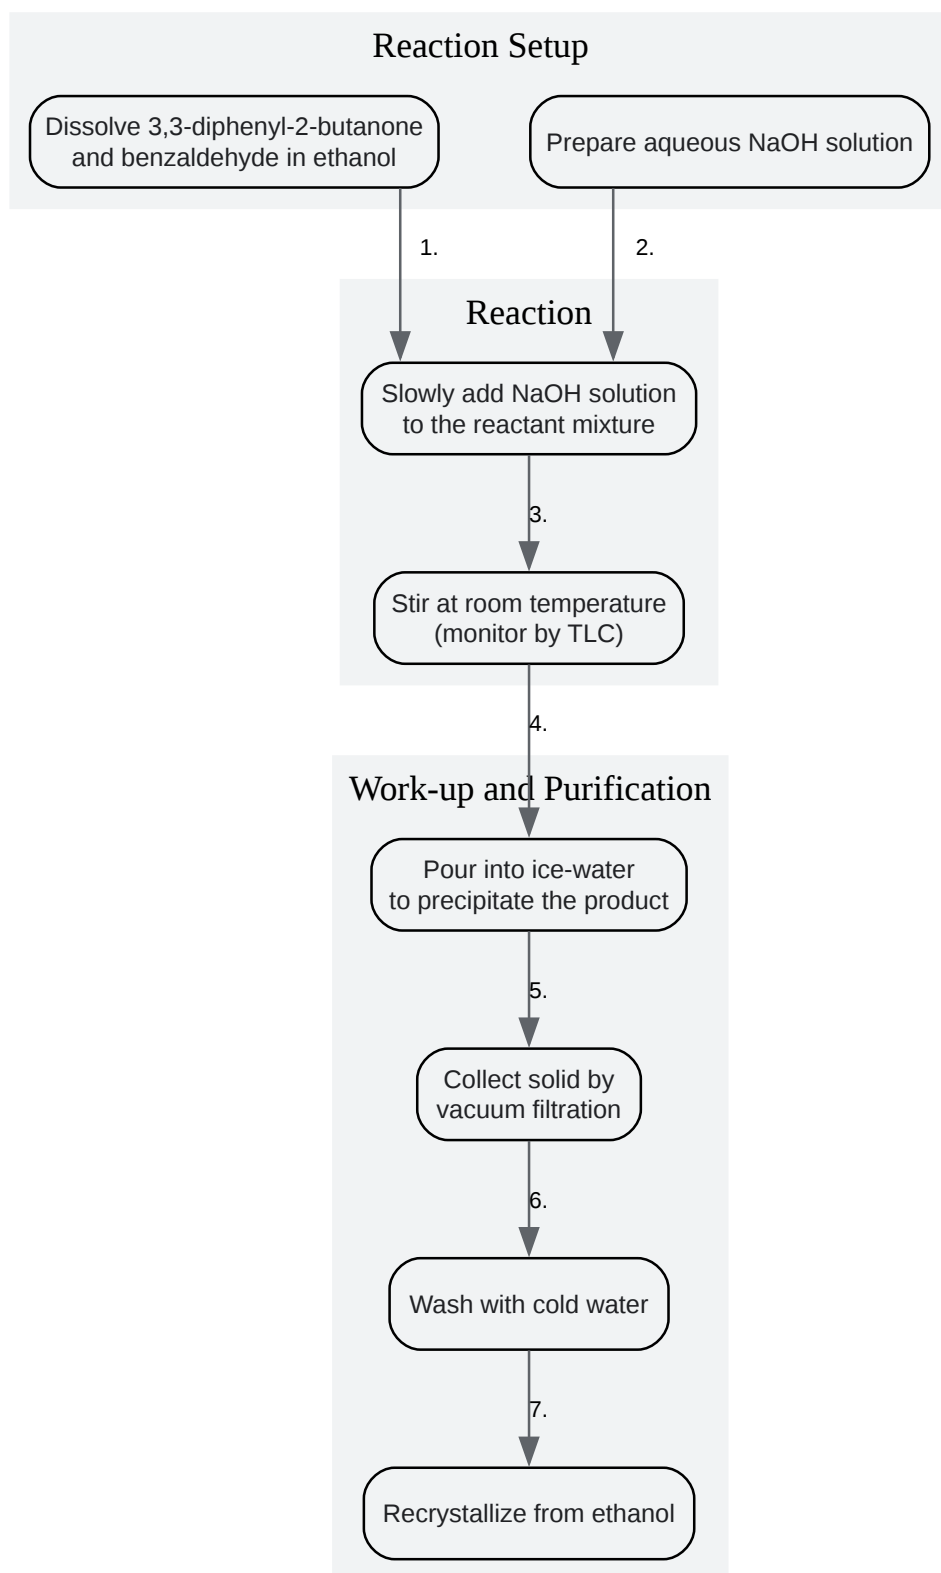 Reaction Setup
Dissolve 3,3-diphenyl-2-butanone
and benzaldehyde in ethanol
Prepare aqueous NaOH solution
1.
2.
Reaction
Slowly add NaOH solution
to the reactant mixture
3.
Stir at room temperature
(monitor by TLC)
4.
Work-up and Purification
Pour into ice-water
to precipitate the product
5.
Collect solid by
vacuum filtration
6.
Wash with cold water
7.
Recrystallize from ethanol